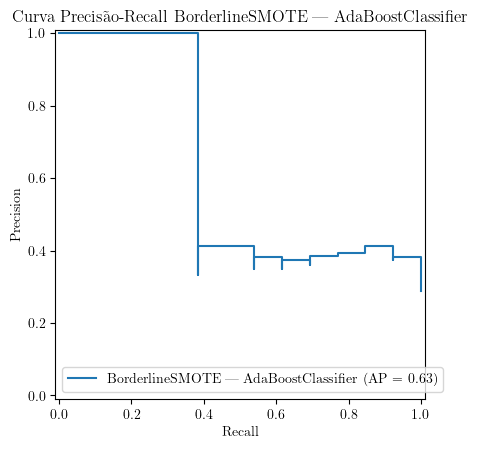 Curva Precisão-Recall BorderlineSMOTE — AdaBoostClassifier
1.0
0.8
0.6
0.4
0.2
0.0
Precision
BorderlineSMOTE — AdaBoostClassifier (AP = 0.63)
0.0 0.2 0.4 0.6 0.8 1.0
Recall